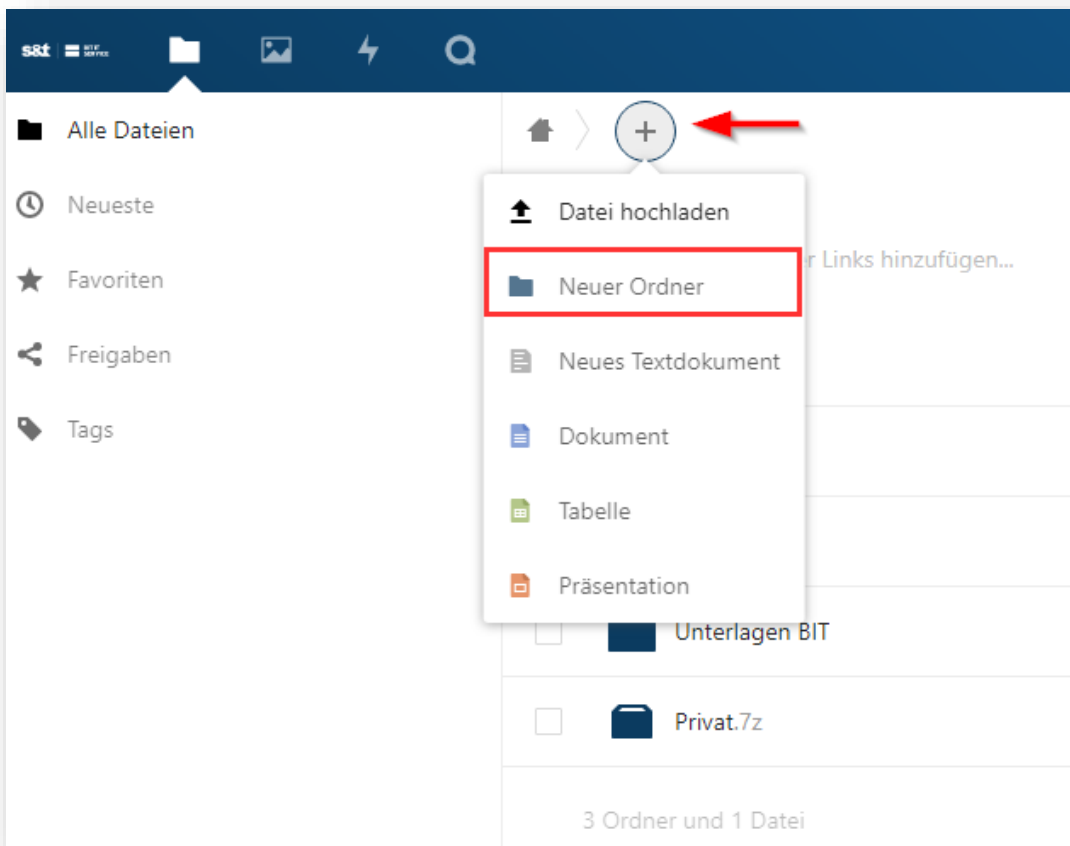 s&t
Alle Dateien
Neueste
Favoriten
Freigaben
Tags
Datei hochladen
Neuer Ordner
r Links hinzufügen...
Neues Textdokument
Dokument
Tabelle
Präsentation
Unterlagen BIT
Privat.7z
3 Ordner und 1 Datei